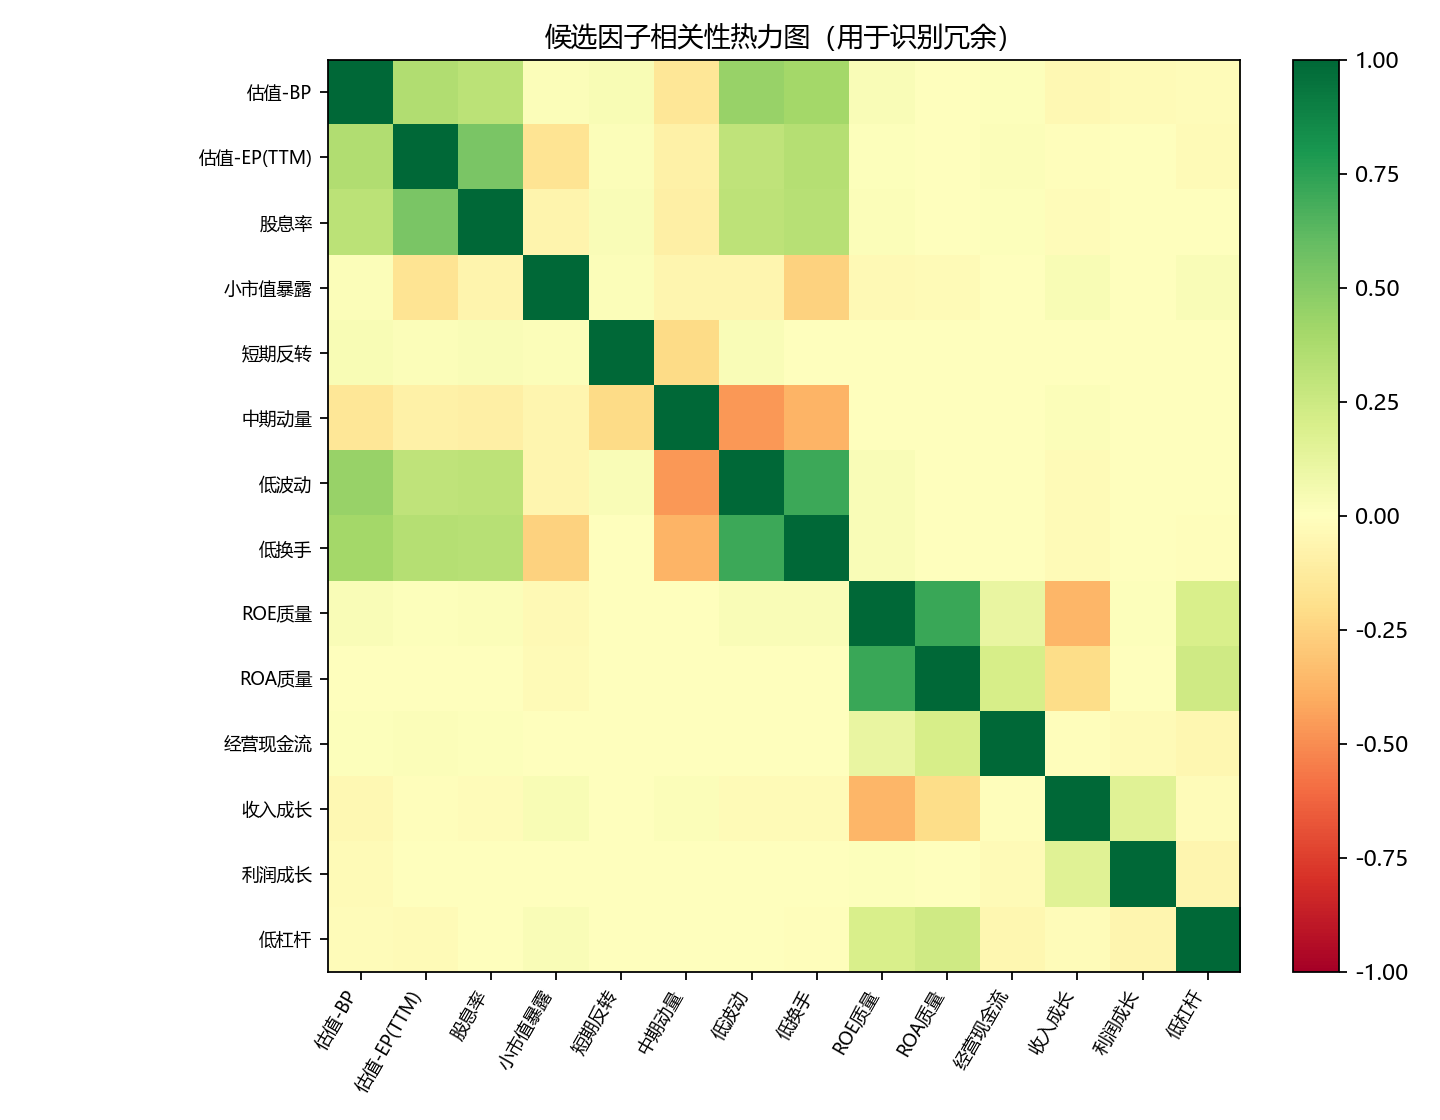 候选因子相关性热力图（用于识别冗余）
估值-BP
估值-EP(TTM)
股息率
小市值暴露
短期反转
中期动量
低波动
低换手
ROE质量
ROA质量
经营现金流
收入成长
利润成长
低杠杆
估值-BP
估值-EP(TTM)
股息率
小市值暴露
短期反转
中期动量
低波动
低换手
ROE质量
ROA质量
经营现金流
收入成长
利润成长
低杠杆
1.00
0.75
0.50
0.25
0.00
-0.25
-0.50
-0.75
-1.00